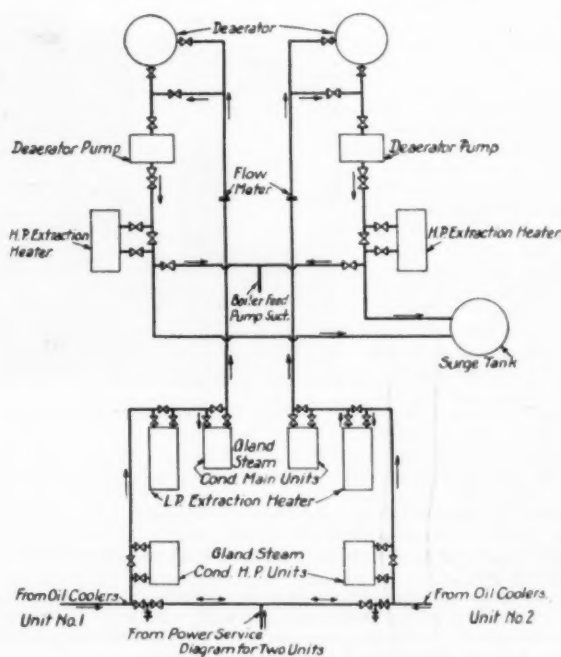 Deaerator
Deaerator Pump
Deaerator Pump
Flow
Meter
H.P. Extraction
Heater
H.P. Extraction Heater
Boiler Feed
Pump Suct.
Surge Tank
Gland
Steam
Cond. Main Units
L.P. Extraction Heater
Gland Steam
Cond. H.P. Units
From Oil Coolers
Unit No.1
From Oil Coolers
Unit No.2
From Power Service
Diagram for Two Units